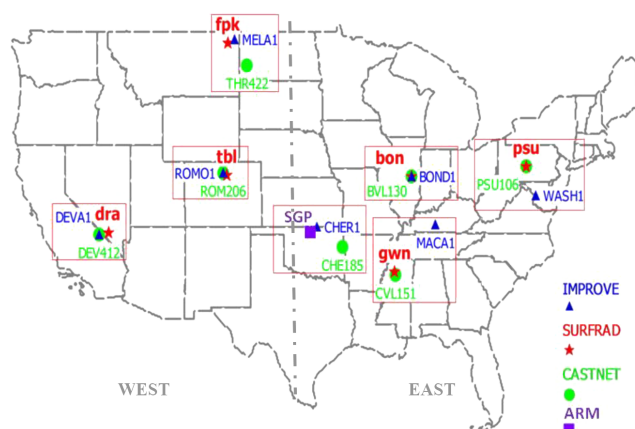 fpk
MELA1
THR422
tbl
ROMO1
ROM206
bon
BVL130
BOND1
psu
PSU106
WASH1
DEVA1
dra
DEV412
SGP
CHER1
CHE185
MACA1
gwn
CVL151
IMPROVE
SURFRAD
CASTNET
ARM
WEST
EAST